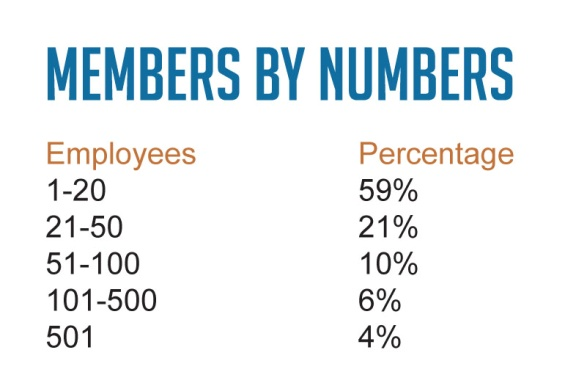 MEMBERS BY NUMBERS
Employees Percentage
1-20 59%
21-50 21%
51-100 10%
101-500 6%
501 4%